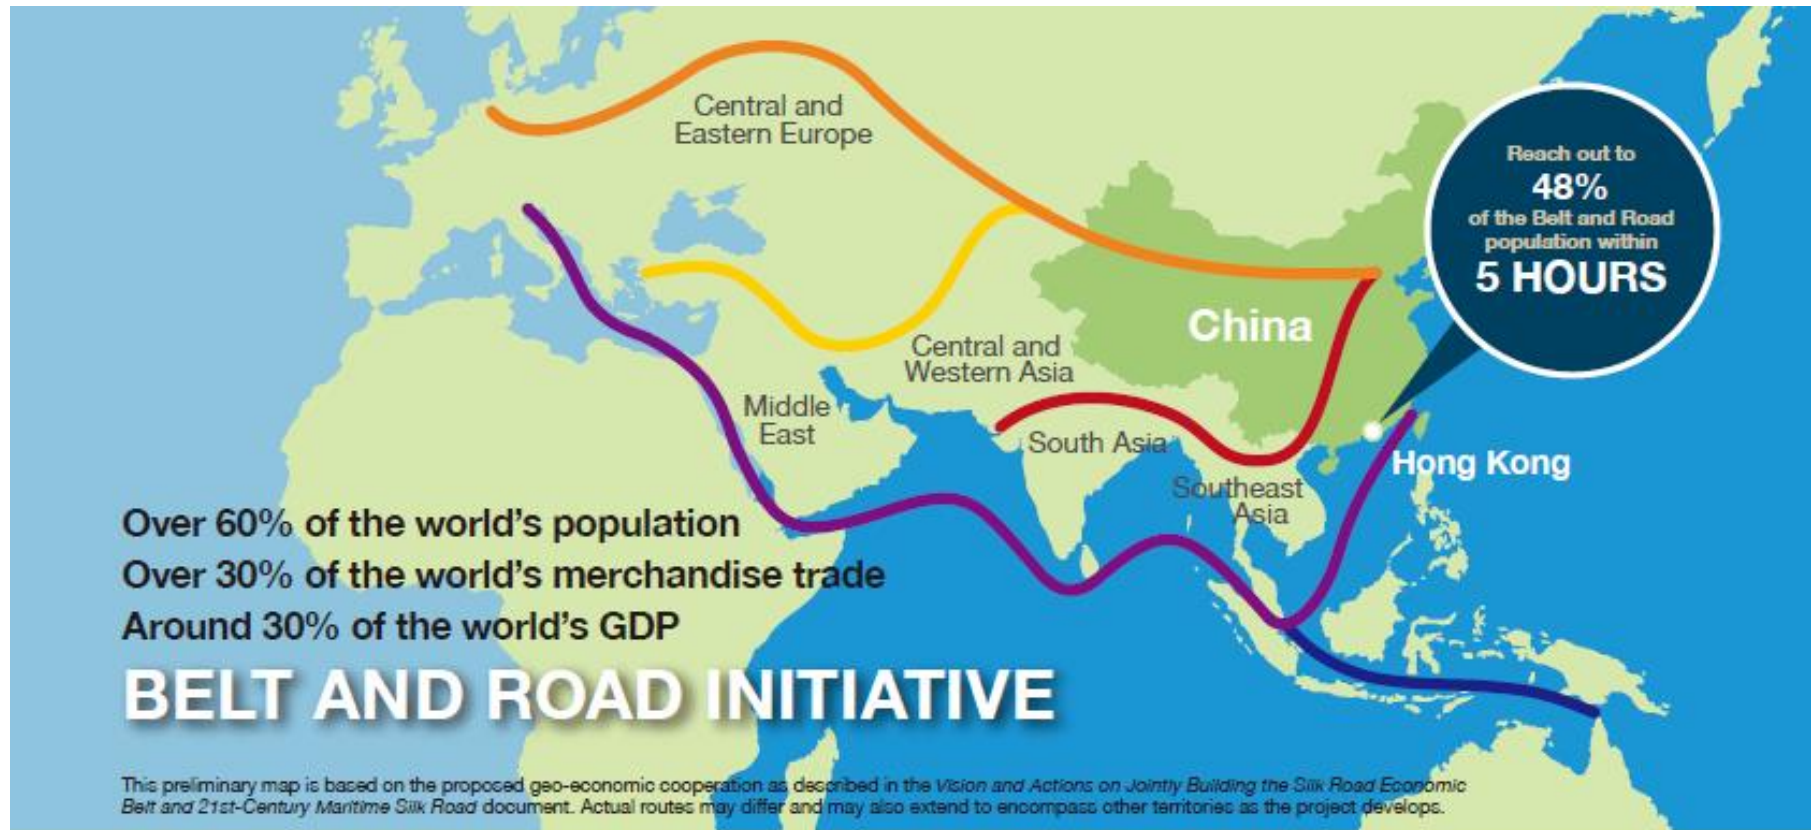 Central and
Eastern Europe
Reach out to
48%
of the Belt and Road
population within
5 HOURS
China
Central and
Western Asia
Middle
East
South Asia
Hong Kong
Southeast
Asia
Over 60% of the world's population
Over 30% of the world's merchandise trade
Around 30% of the world's GDP
BELT AND ROAD INITIATIVE
This preliminary map is based on the proposed geo-economic cooperation as described in the Vision and Actions on Jointly Building the Silk Road Economic
Belt and 21st-Century Maritime Silk Road document. Actual routes may differ and may also extend to encompass other territories as the project develops.